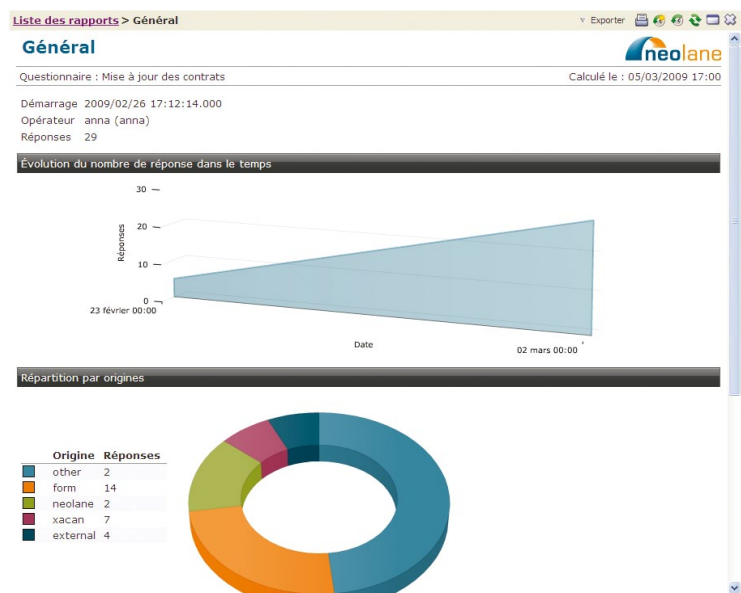 Liste des rapports > Général
Exporter
Général
neolane
Questionnaire : Mise à jour des contrats
Calculé le : 05/03/2009 17:00
Démarrage 2009/02/26 17:12:14.000
Opérateur anna (anna)
Réponses 29
Évolution du nombre de réponse dans le temps
30
20
10
0
Réponses
23 février 00:00
Date
02 mars 00:00
Répartition par origines
Origine Réponses
other 2
form 14
neolane 2
xacan 7
external 4